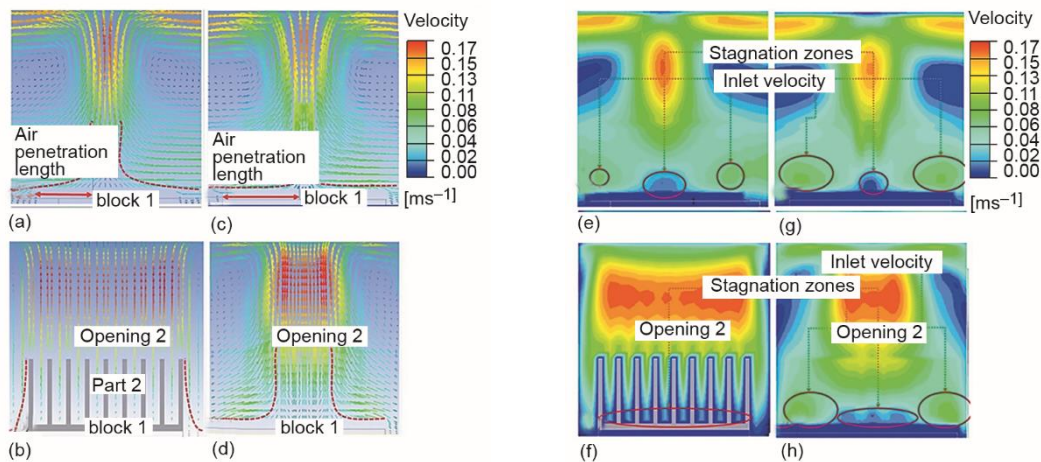 Velocity
0.17
0.15
0.13
0.11
0.08
0.06
0.04
0.02
0.00
[ms–1]
Air
penetration
length
block 1
(a)
Air
penetration
length
block 1
(c)
Opening 2
Part 2
block 1
(b)
Opening 2
block 1
(d)
Velocity
0.17
0.15
0.13
0.11
0.08
0.06
0.04
0.02
0.00
[ms–1]
Stagnation zones
Inlet velocity
(e)
(g)
Inlet velocity
Stagnation zones
Opening 2
Opening 2
(f)
(h)